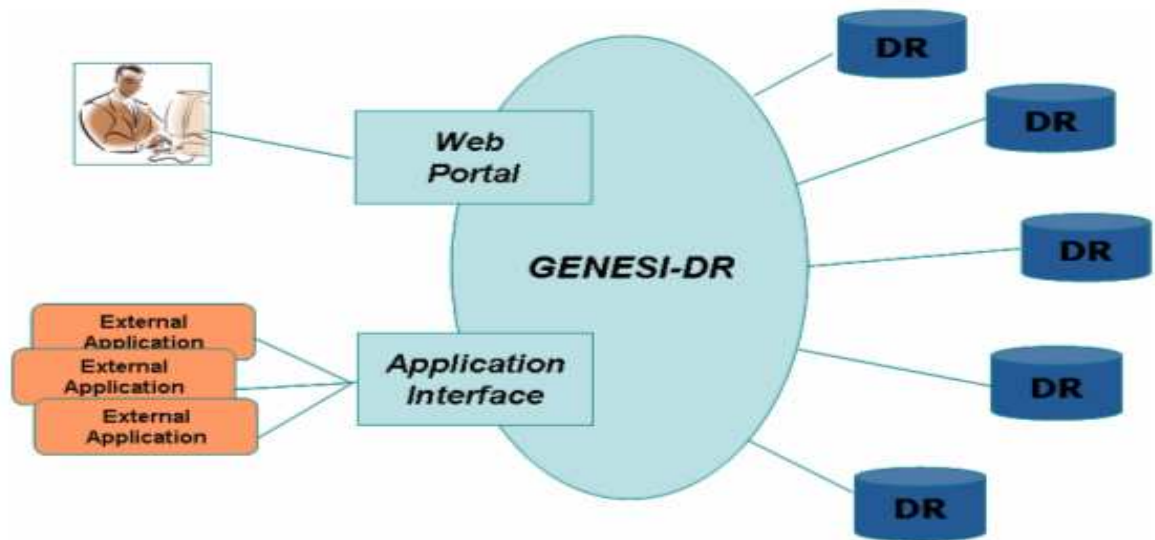 DR
DR
Web
Portal
GENESI-DR
DR
External
Application
External
Application
External
Application
Application
Interface
DR
DR